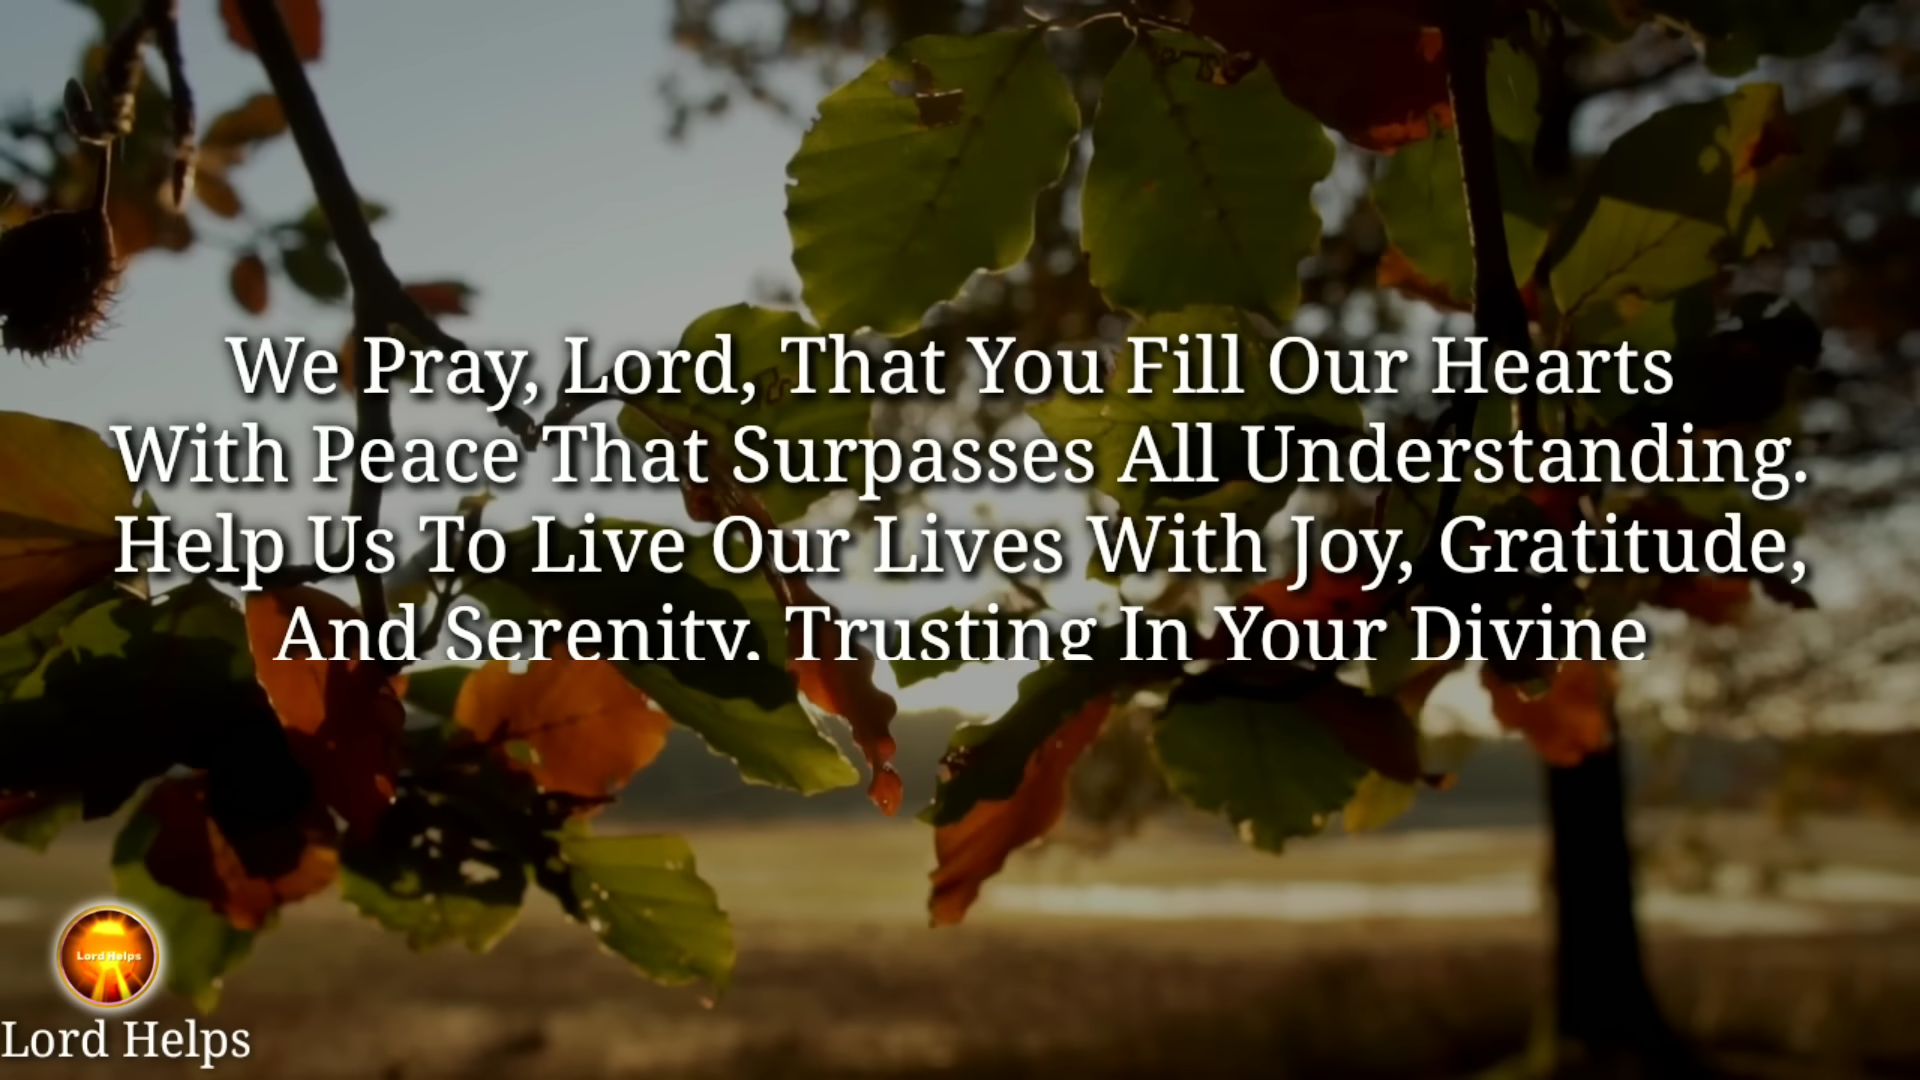 We Pray, Lord, That You Fill Our Hearts
With Peace That Surpasses All Understanding.
Help Us To Live Our Lives With Joy, Gratitude,
And Serenity, Trusting In Your Divine
Lord Helps
Lord Helps